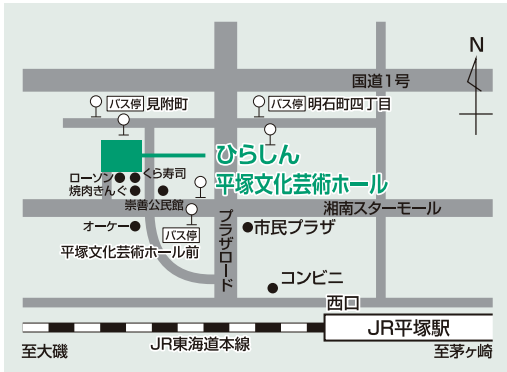 N
国道1号
バス停 見附町
バス停 明石町四丁目
ひらしん
平塚文化芸術ホール
ローソン
くら寿司
焼肉きんぐ
崇善公民館
湘南スターモール
オーケー
バス停
平塚文化芸術ホール前
プラザロード
市民プラザ
コンビニ
西口
JR平塚駅
JR東海道本線
至大磯
至茅ヶ崎